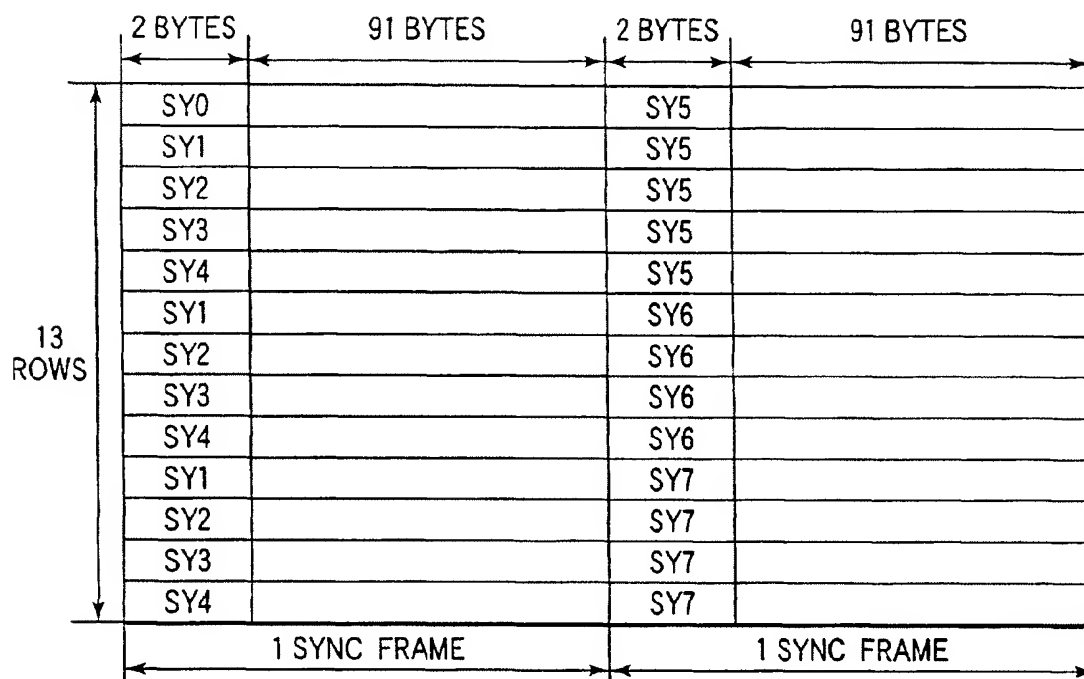 2 BYTES 91 BYTES 2 BYTES 91 BYTES
SY0 SY5
SY1 SY5
SY2 SY5
SY3 SY5
SY4 SY5
SY1 SY6
13
ROWS
SY2 SY6
SY3 SY6
SY4 SY6
SY1 SY7
SY2 SY7
SY3 SY7
SY4 SY7
1 SYNC FRAME 1 SYNC FRAME